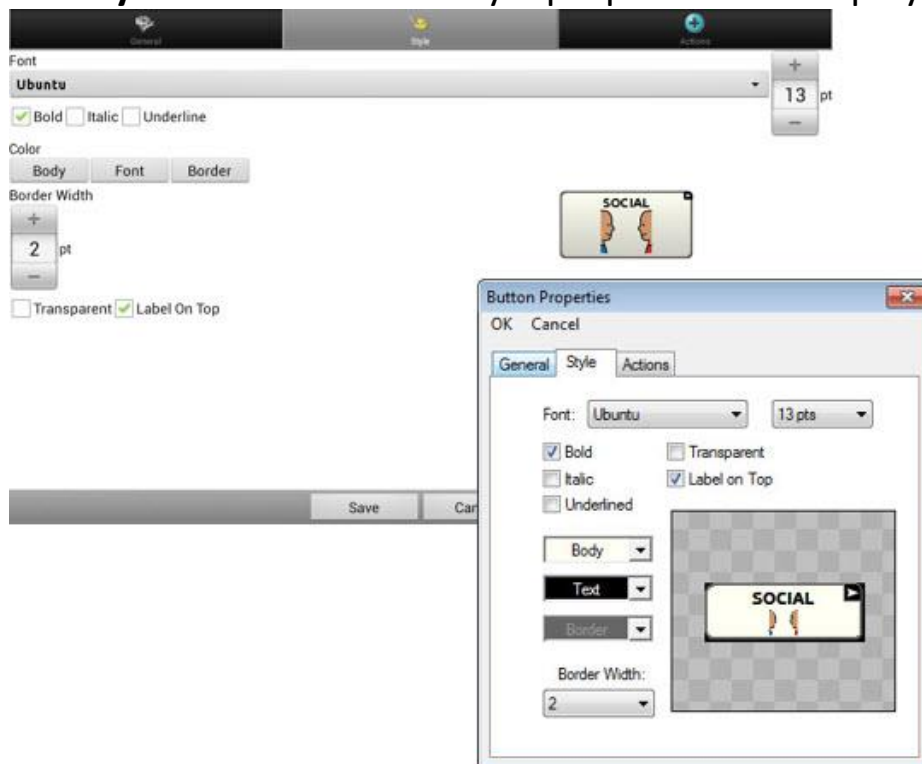 General Style Actions
Font
Ubuntu
13 pt
Bold Italic Underline
Color
Body Font Border
Border Width
2 pt
Transparent Label On Top
SOCIAL
Save
Button Properties
OK Cancel
General Style Actions
Font: Ubuntu 13 pts
Bold Transparent
Italic Label on Top
Underlined
Body
Text
Border
SOCIAL
Border Width:
2